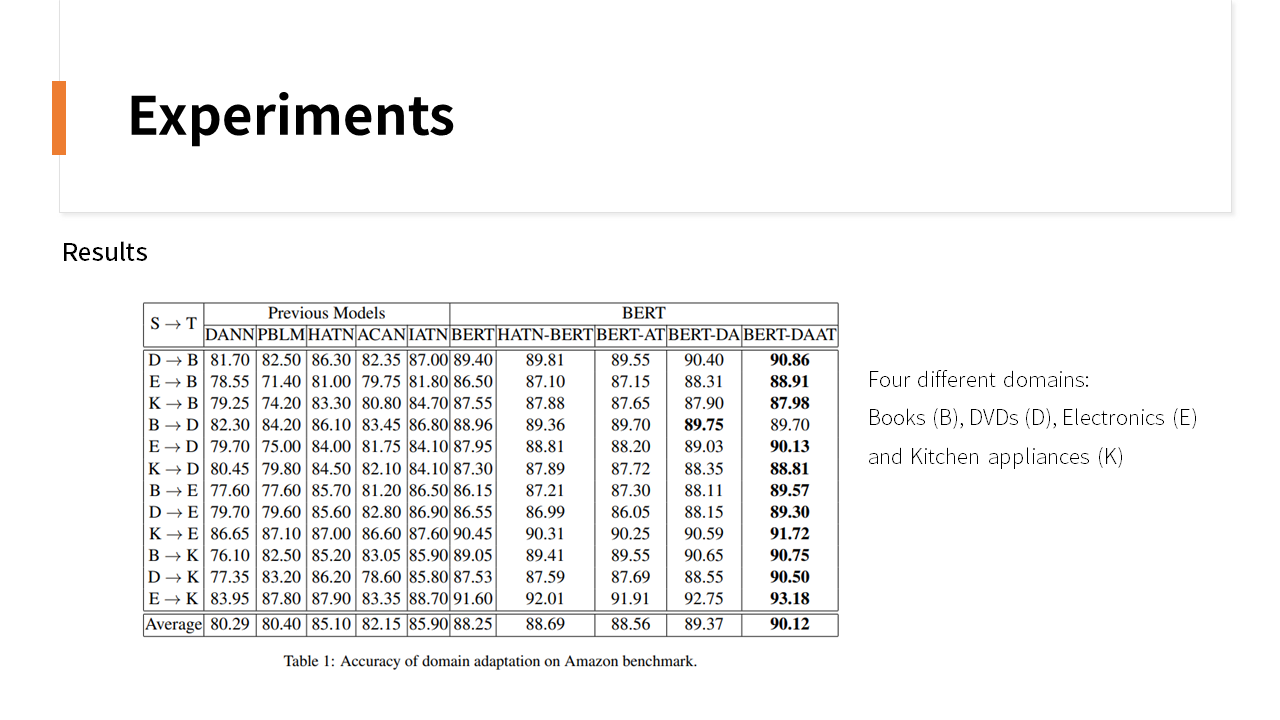 Experiments
Results
S → T Previous Models BERT
DANN PBLM HATN ACAN IATN BERT HATN-BERT BERT-AT BERT-DA BERT-DAAT
D → B 81.70 82.50 86.30 82.35 87.00 89.40 89.81 89.55 90.40 90.86
E → B 78.55 71.40 81.00 79.75 81.80 86.50 87.10 87.15 88.31 88.91
K → B 79.25 74.20 83.30 80.80 84.70 87.55 87.88 87.65 87.90 87.98
B → D 82.30 84.20 86.10 83.45 86.80 88.96 89.36 89.70 89.75 89.70
E → D 79.70 75.00 84.00 81.75 84.10 87.95 88.81 88.20 89.03 90.13
K → D 80.45 79.80 84.50 82.10 84.10 87.30 87.89 87.72 88.35 88.81
B → E 77.60 77.60 85.70 81.20 86.50 86.15 87.21 87.30 88.11 89.57
D → E 79.70 79.60 85.60 82.80 86.90 86.55 86.99 86.05 88.15 89.30
K → E 86.65 87.10 87.00 86.60 87.60 90.45 90.31 90.25 90.59 91.72
B → K 76.10 82.50 85.20 83.05 85.90 89.05 89.41 89.55 90.65 90.75
D → K 77.35 83.20 86.20 78.60 85.80 87.53 87.59 87.69 88.55 90.50
E → K 83.95 87.80 87.90 83.35 88.70 91.60 92.01 91.91 92.75 93.18
Average 80.29 80.40 85.10 82.15 85.90 88.25 88.69 88.56 89.37 90.12
Table 1: Accuracy of domain adaptation on Amazon benchmark.
Four different domains:
Books (B), DVDs (D), Electronics (E)
and Kitchen appliances (K)